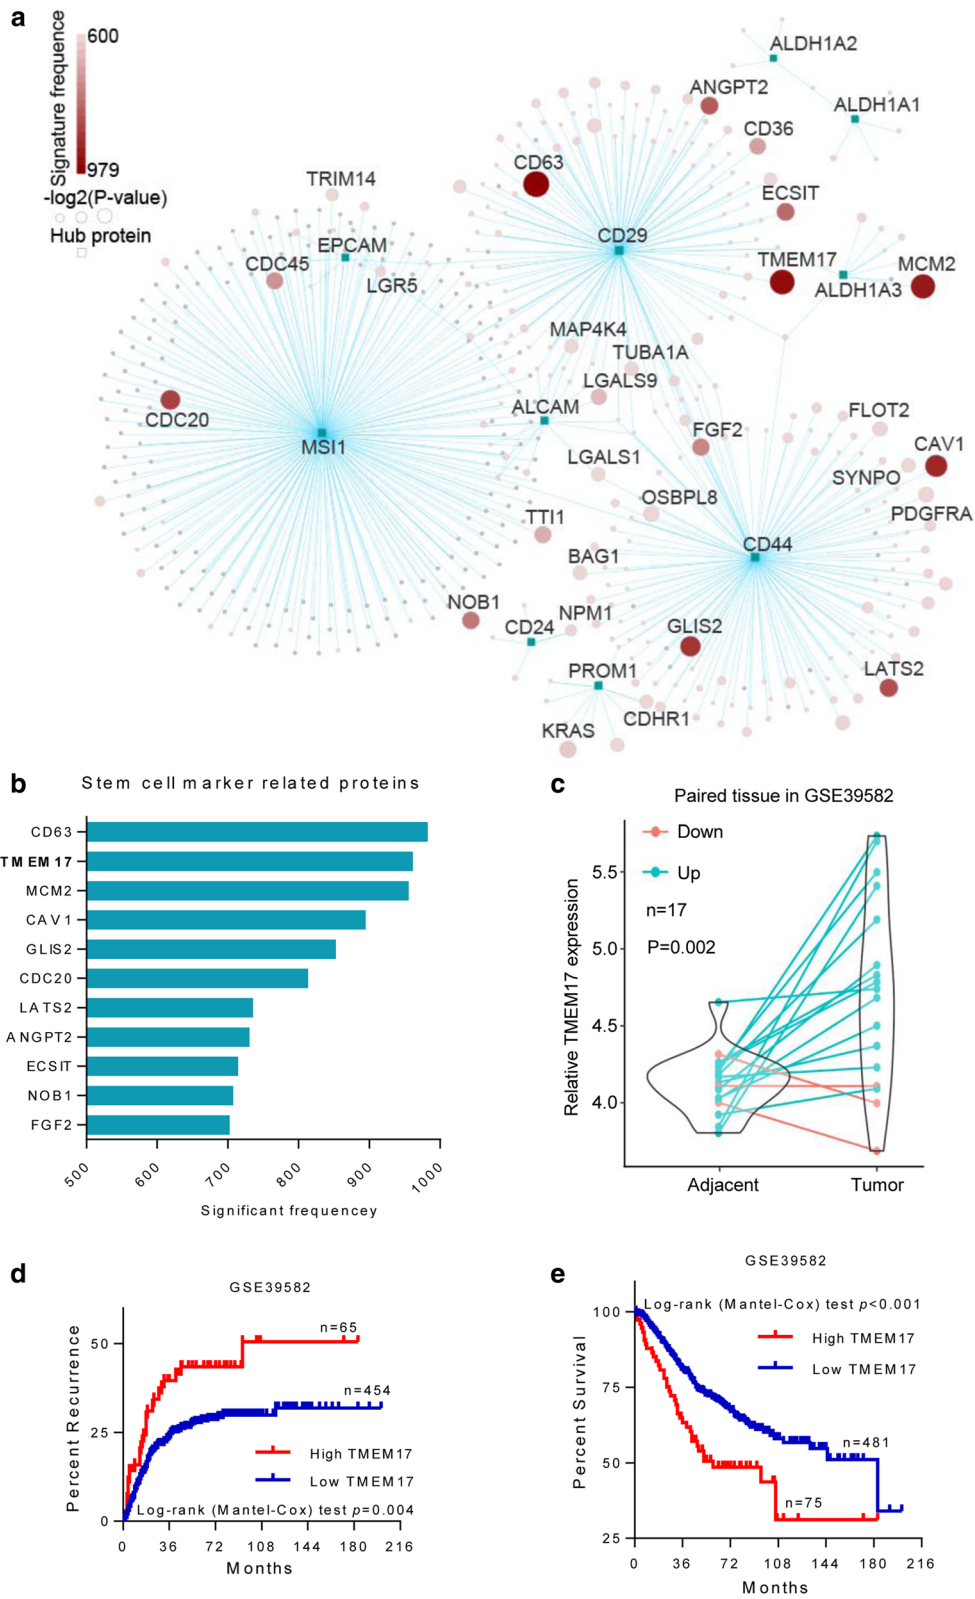 a
Signature frequence
600
979
-log2(P-value)
Hub protein
ALDH1A2
ANGPT2
ALDH1A1
CD36
CD63
TRIM14
ECSIT
CD29
EPCAM
CDC45
LGR5
TMEM17
MCM2
ALDH1A3
MAP4K4
TUBA1A
LGALS9
ALCAM
CDC20
FLOT2
FGF2
MSI1
CAV1
LGALS1
SYNPO
OSBPL8
PDGFRA
TTI1
CD44
BAG1
NOB1
NPM1
CD24
GLIS2
PROM1
LATS2
CDHR1
KRAS
b
Stem cell marker related proteins
CD63
TMEM17
MCM2
CAV1
GLIS2
CDC20
LATS2
ANGPT2
ECSIT
NOB1
FGF2
500
600
700
800
900
1000
Significant frequencey
c
Paired tissue in GSE39582
Down
Up
n=17
P=0.002
Relative TMEM17 expression
5.5
5.0
4.5
4.0
Adjacent
Tumor
d
GSE39582
Percent Recurrence
50
25
0
n=65
n=454
High TMEM17
Low TMEM17
Log-rank (Mantel-Cox) test p=0.004
0 36 72 108 144 180 216
Months
e
GSE39582
Log-rank (Mantel-Cox) test p<0.001
High TMEM17
Low TMEM17
Percent Survival
100
75
50
25
n=481
n=75
0 36 72 108 144 180 216
Months